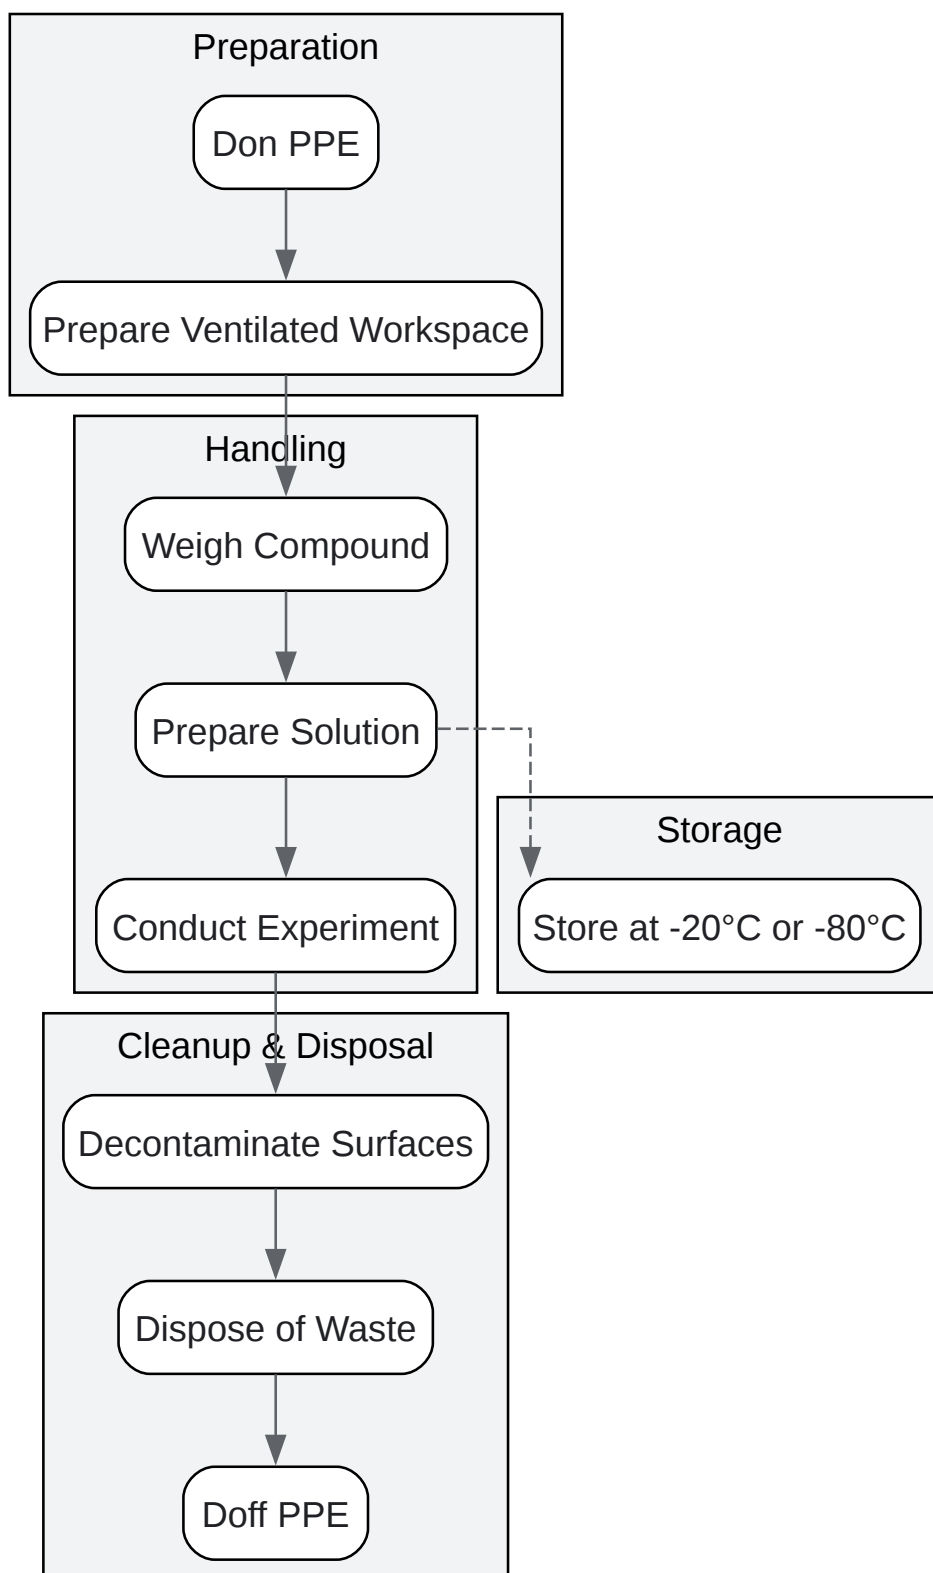 Preparation
Don PPE
Prepare Ventilated Workspace
Handling
Weigh Compound
Prepare Solution
Storage
Conduct Experiment
Store at -20°C or -80°C
Cleanup & Disposal
Decontaminate Surfaces
Dispose of Waste
Doff PPE